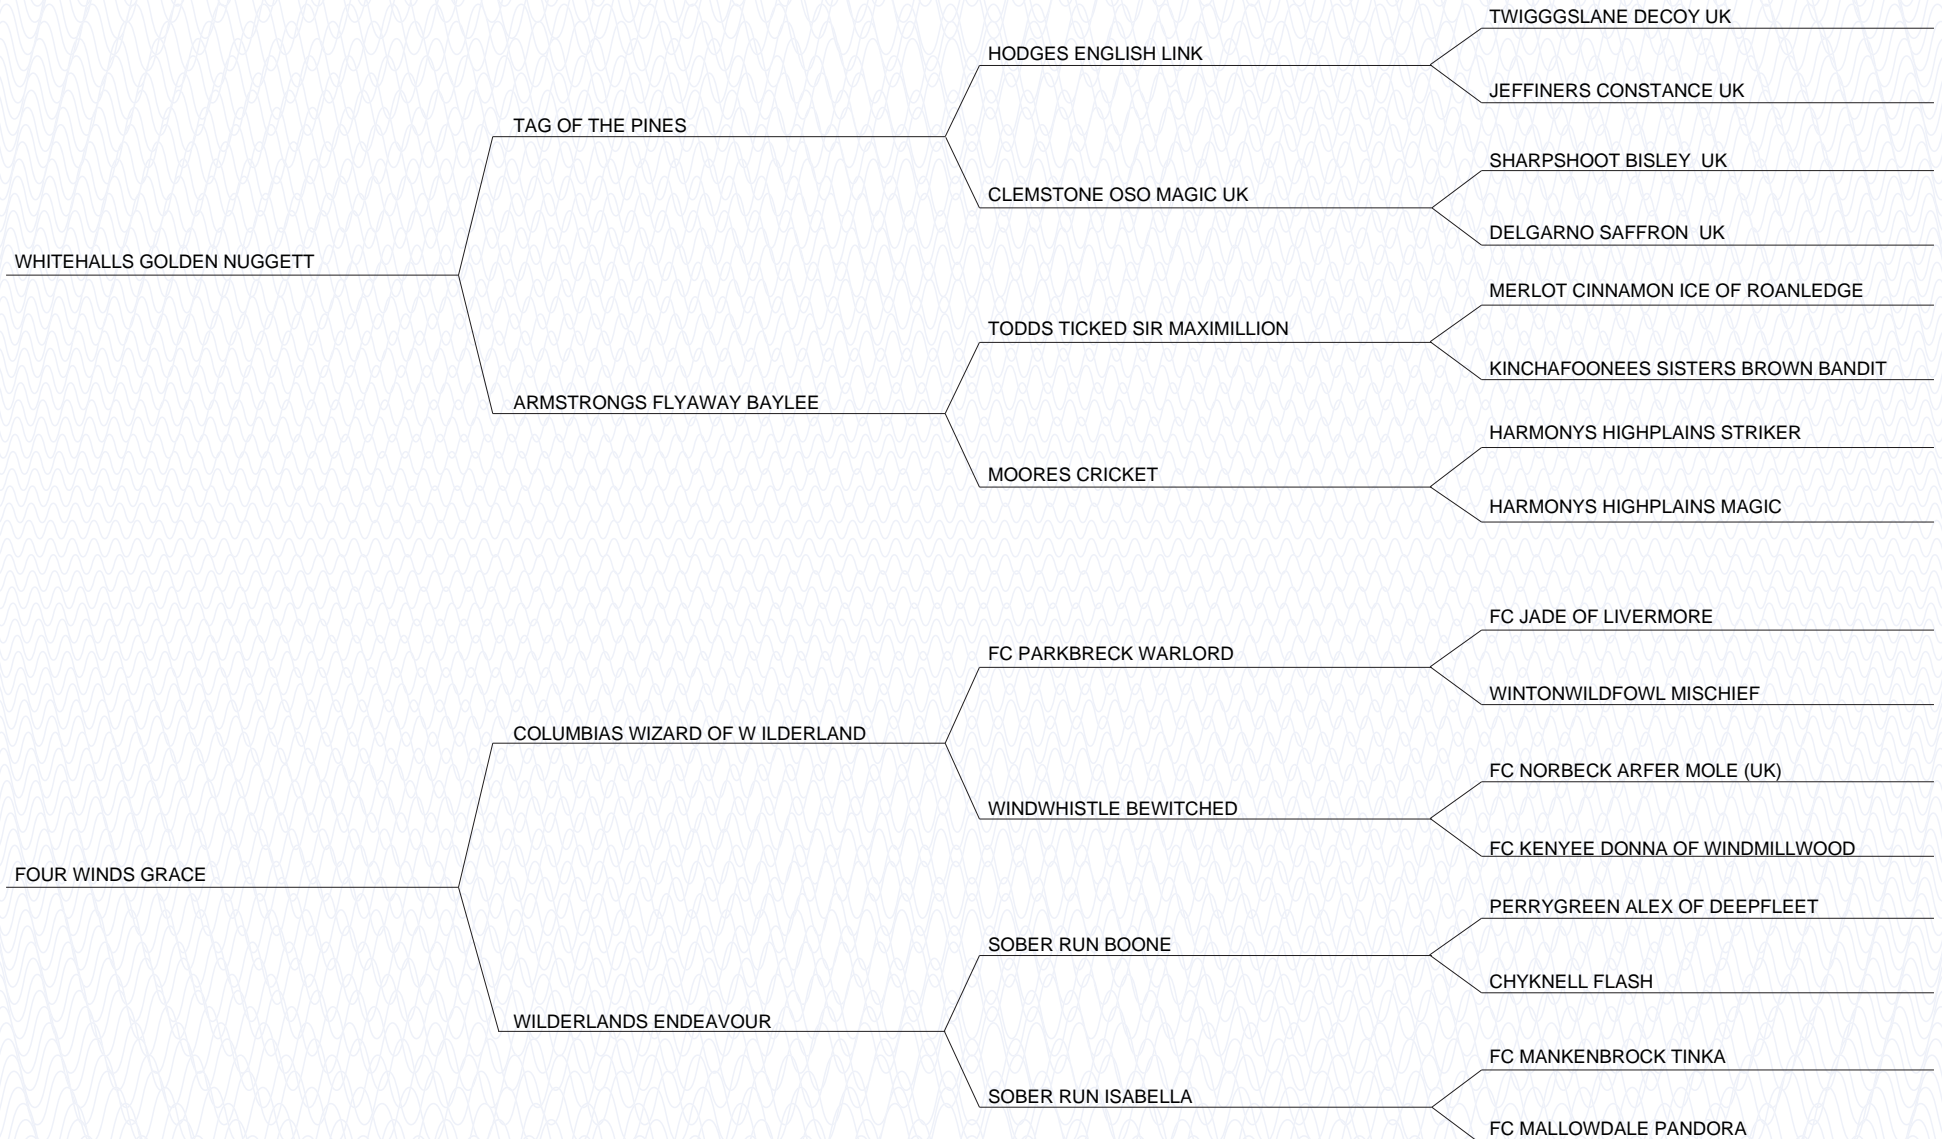 TWIGGGSLANE DECOY UK
HODGES ENGLISH LINK
JEFFINERS CONSTANCE UK
TAG OF THE PINES
SHARPSHOOT BISLEY  UK
CLEMSTONE OSO MAGIC UK
DELGARNO SAFFRON  UK
WHITEHALLS GOLDEN NUGGETT
MERLOT CINNAMON ICE OF ROANLEDGE
TODDS TICKED SIR MAXIMILLION
KINCHAFOONEES SISTERS BROWN BANDIT
ARMSTRONGS FLYAWAY BAYLEE
HARMONYS HIGHPLAINS STRIKER
MOORES CRICKET
HARMONYS HIGHPLAINS MAGIC
FC JADE OF LIVERMORE
FC PARKBRECK WARLORD
WINTONWILDFOWL MISCHIEF
COLUMBIAS WIZARD OF W ILDERLAND
FC NORBECK ARFER MOLE (UK)
WINDWHISTLE BEWITCHED
FC KENYEE DONNA OF WINDMILLWOOD
FOUR WINDS GRACE
PERRYGREEN ALEX OF DEEPFLEET
SOBER RUN BOONE
CHYKNELL FLASH
WILDERLANDS ENDEAVOUR
FC MANKENBROCK TINKA
SOBER RUN ISABELLA
FC MALLOWDALE PANDORA